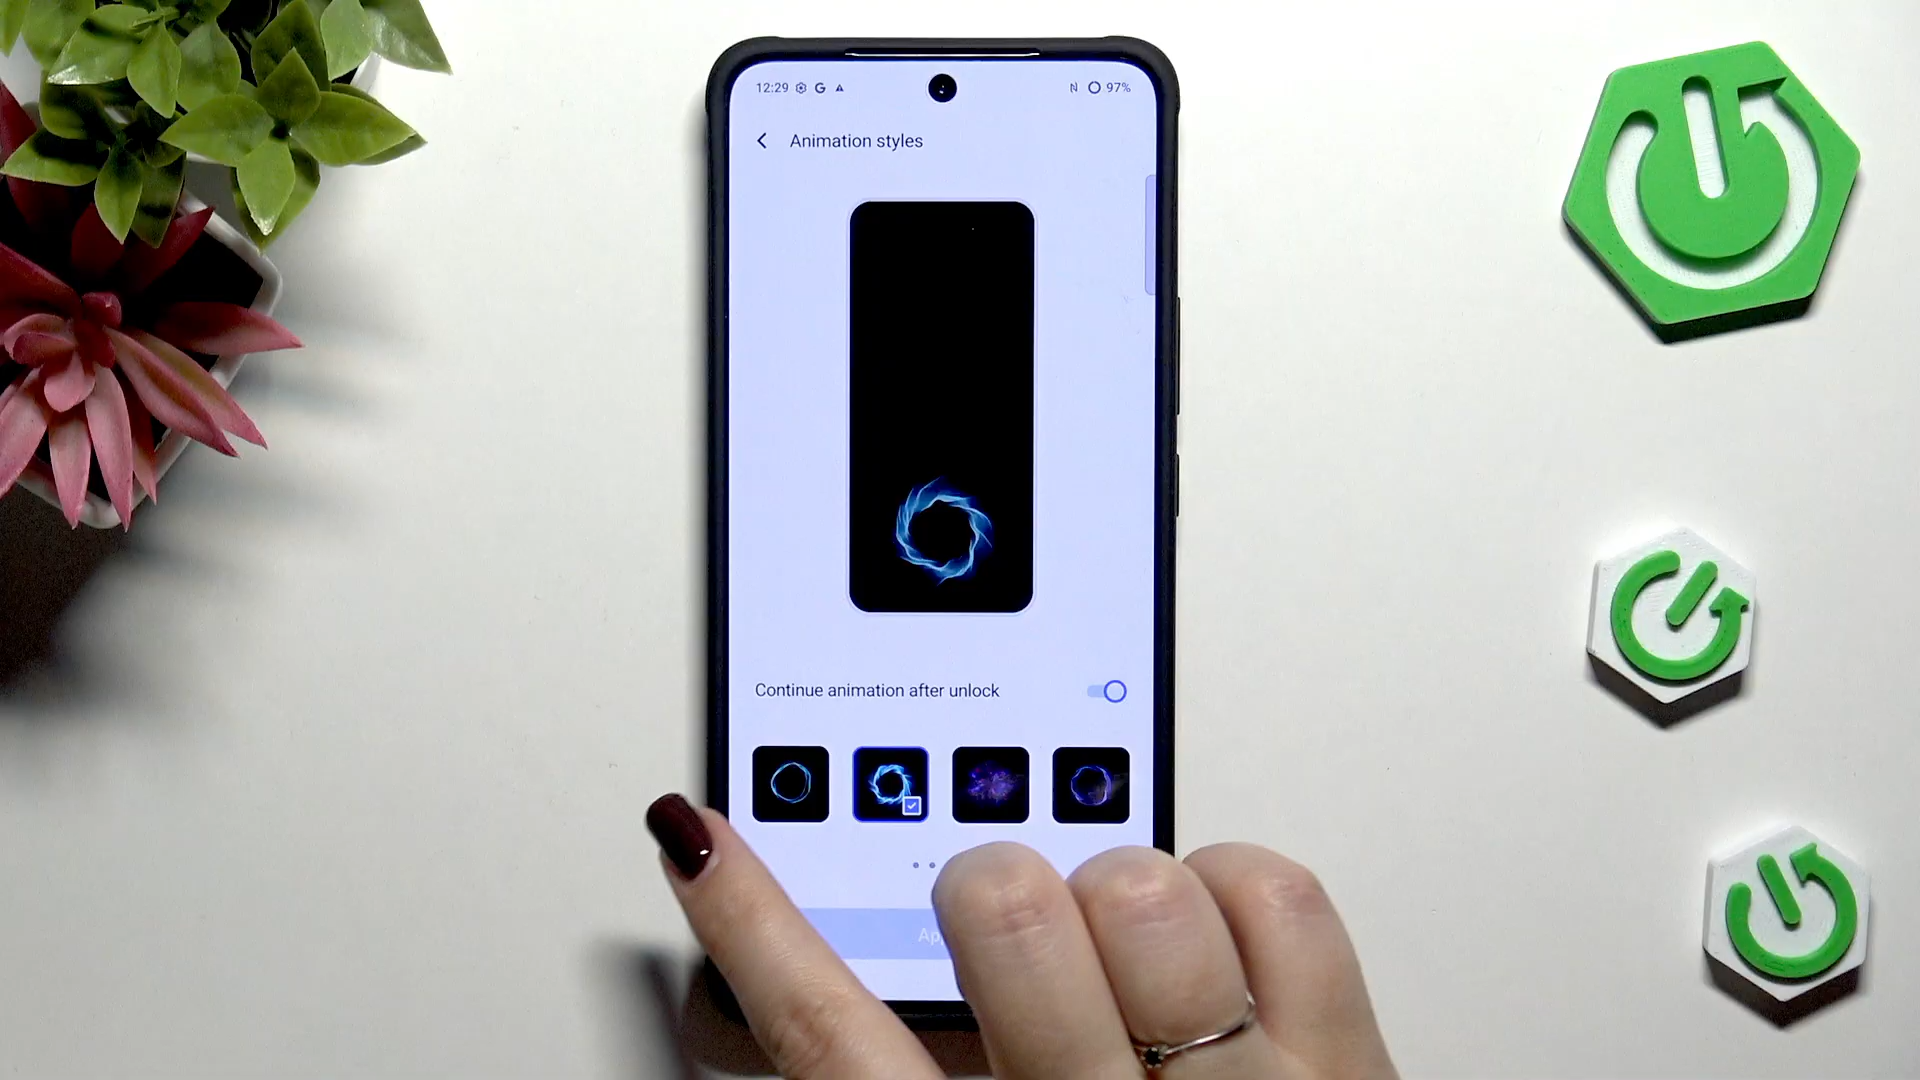 12:29 G 97%
Animation styles
Continue animation after unlock